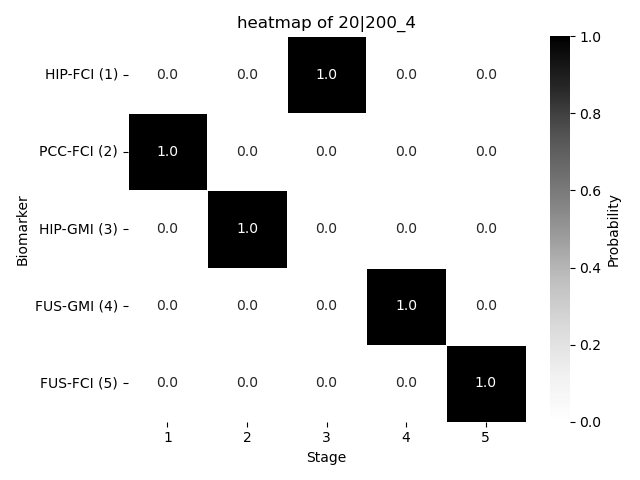 heatmap of 20|200_4
HIP-FCI (1) 0.0 0.0 1.0 0.0 0.0
PCC-FCI (2) 1.0 0.0 0.0 0.0 0.0
HIP-GMI (3) 0.0 1.0 0.0 0.0 0.0
FUS-GMI (4) 0.0 0.0 0.0 1.0 0.0
FUS-FCI (5) 0.0 0.0 0.0 0.0 1.0
1 2 3 4 5
Stage
Biomarker
1.0
0.8
0.6
0.4
0.2
0.0
Probability